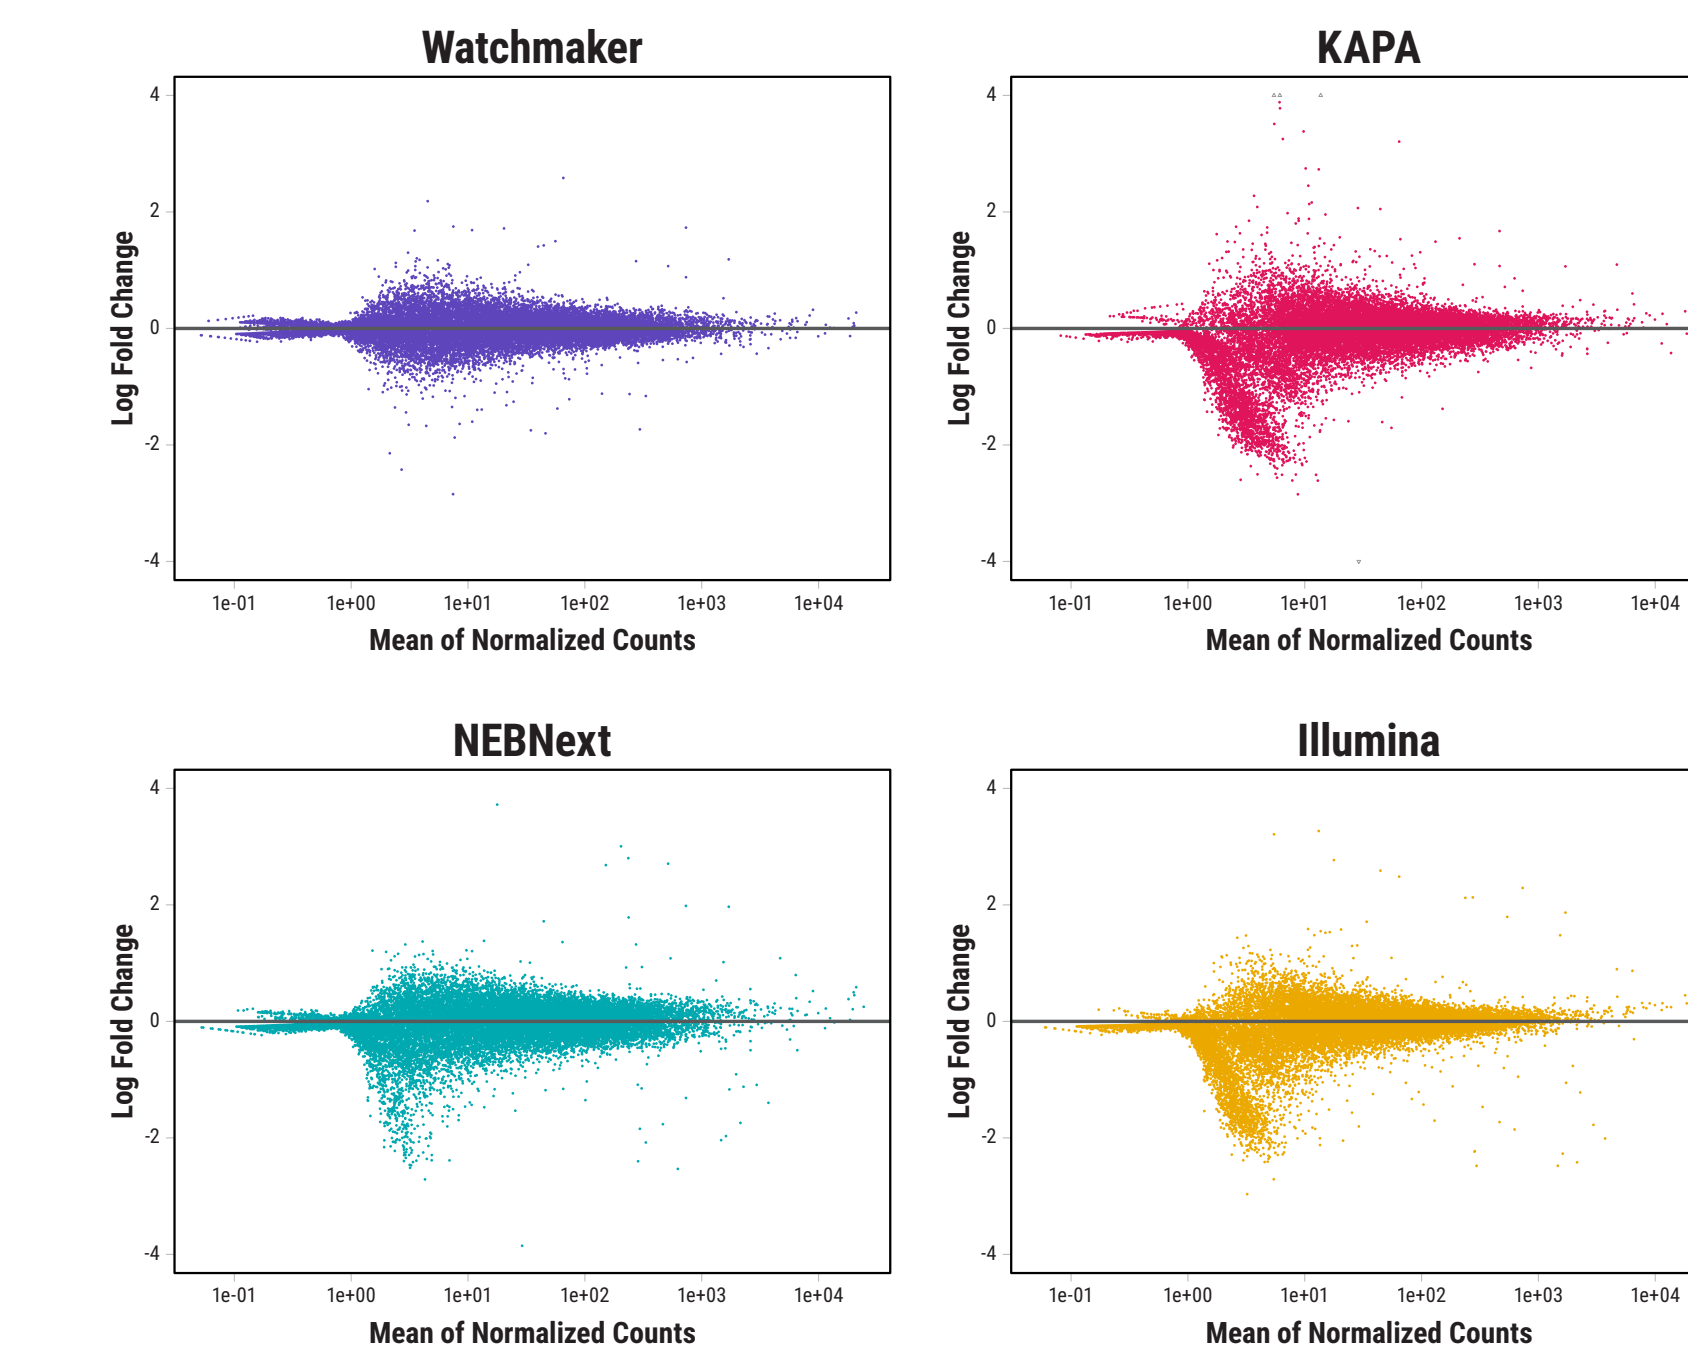 Watchmaker
KAPA
4
2
0
-2
-4
Log Fold Change
1e-01 1e+00 1e+01 1e+02 1e+03 1e+04
Mean of Normalized Counts
4
2
0
-2
-4
Log Fold Change
1e-01 1e+00 1e+01 1e+02 1e+03 1e+04
Mean of Normalized Counts
NEBNext
Illumina
4
2
0
-2
-4
Log Fold Change
1e-01 1e+00 1e+01 1e+02 1e+03 1e+04
Mean of Normalized Counts
4
2
0
-2
-4
Log Fold Change
1e-01 1e+00 1e+01 1e+02 1e+03 1e+04
Mean of Normalized Counts